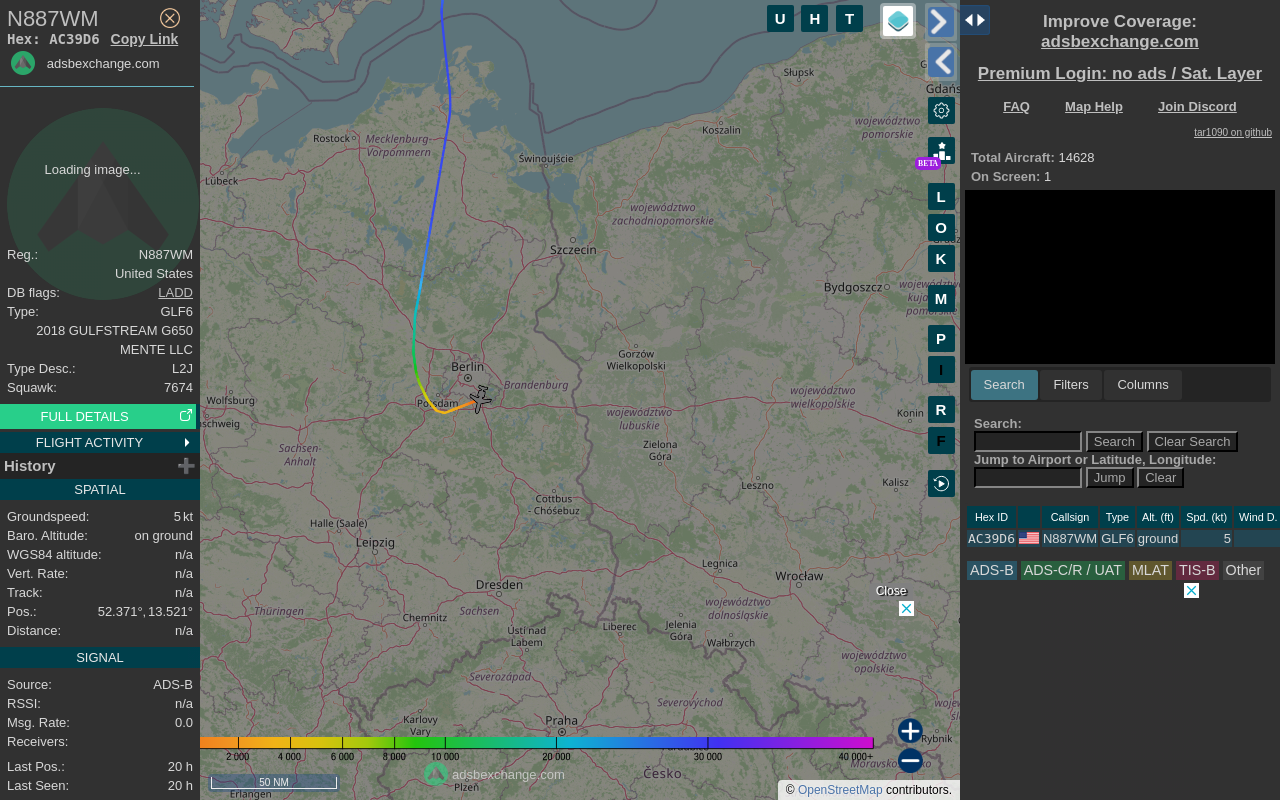 N887WM
Hex: AC39D6 Copy Link
adsbexchange.com
Loading image...
Reg.: N887WM
United States
DB flags: LADD
Type: GLF6
2018 GULFSTREAM G650
MENTE LLC
Type Desc.: L2J
Squawk: 7674
FULL DETAILS
FLIGHT ACTIVITY
History
SPATIAL
Groundspeed: 5 kt
Baro. Altitude: on ground
WGS84 altitude: n/a
Vert. Rate: n/a
Track: n/a
Pos.: 52.371°, 13.521°
Distance: n/a
SIGNAL
Source: ADS-B
RSSI: n/a
Msg. Rate: 0.0
Receivers:
Last Pos.: 20 h
Last Seen: 20 h
U H T
Słupsk
Gdańs
Koszalin
województwo
pomorskie
Rostock
Mecklenburg-
Vorpommern
Świnoujście
Lübeck
BETA
L
O
K
M
P
I
R
F
województwo
zachodniopomorskie
Szczecin
Bydgoszcz
województwo
Berlin
Gorzów
Wielkopolski
Brandenburg
Potsdam
Wolfsburg
województwo
wielkopolskie
województwo
lubuskie
Konin
Sachsen-
Anhalt
Zielona
Góra
Leszno
Kalisz
Cottbus
- Chóśebuz
Halle (Saale)
Leipzig
Legnica
Wrocław
Dresden
Thüringen
Sachsen
Chemnitz
województwo
dolnośląskie
Close
Ústí nad
Labem
Liberec
Jelenia
Góra
Wałbrzych
województwo
opolskie
Severozápad
Severovýchod
Karlovy
Vary
Praha
Rybnik
2 000 4 000 6 000 8 000 10 000 20 000 30 000 40 000+
50 NM
adsbexchange.com
Česko
Plzeň
Erlangen
© OpenStreetMap contributors.
Improve Coverage:
adsbexchange.com
Premium Login: no ads / Sat. Layer
FAQ Map Help Join Discord
tar1090 on github
Total Aircraft: 14628
On Screen: 1
Search Filters Columns
Search:
Search Clear Search
Jump to Airport or Latitude, Longitude:
Jump Clear
Hex ID Callsign Type Alt. (ft) Spd. (kt) Wind D.
AC39D6 N887WM GLF6 ground 5
ADS-B ADS-C/R / UAT MLAT TIS-B Other